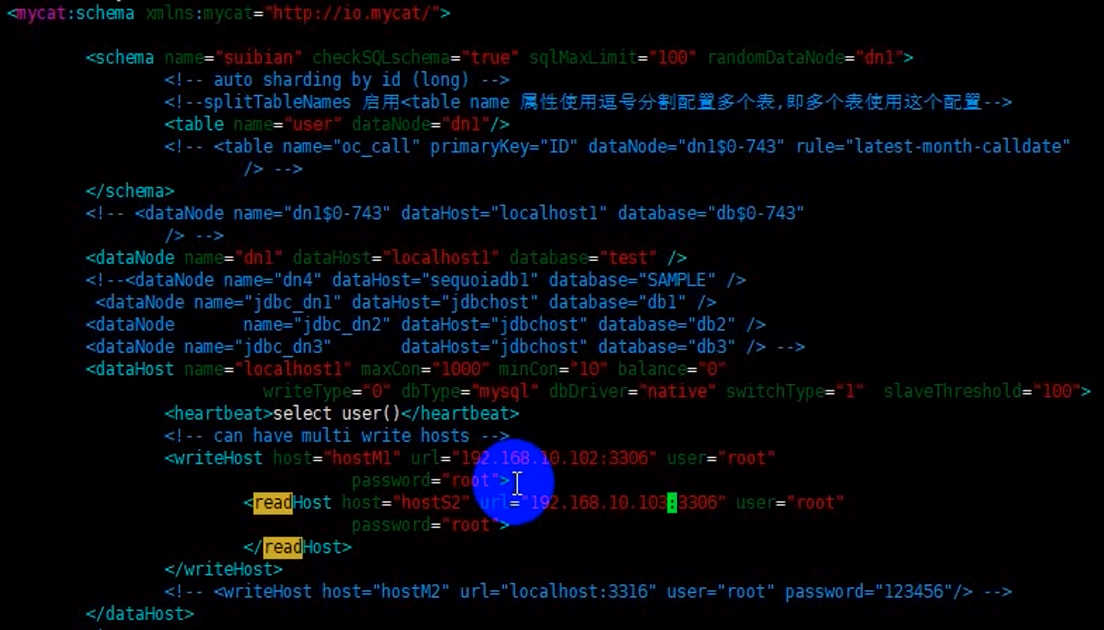 <mycat:schema xmlns:mycat="http://io.mycat/">
<schema name="suibian" checkSQLschema="true" sqlMaxLimit="100" randomDataNode="dn1">
<!-- auto sharding by id (long) -->
<!--splitTableNames 启用<table name 属性使用逗号分割配置多个表,即多个表使用这个配置-->
<table name="user" dataNode="dn1"/>
<!-- <table name="oc_call" primaryKey="ID" dataNode="dn1$0-743" rule="latest-month-calldate"
/> -->
</schema>
<!-- <dataNode name="dn1$0-743" dataHost="localhost1" database="db$0-743"
/> -->
<dataNode name="dn1" dataHost="localhost1" database="test" />
<!--<dataNode name="dn4" dataHost="sequoiadb1" database="SAMPLE" />
<dataNode name="jdbc_dn1" dataHost="jdbchost" database="db1" />
<dataNode name="jdbc_dn2" dataHost="jdbchost" database="db2" />
<dataNode name="jdbc_dn3" dataHost="jdbchost" database="db3" /> -->
<dataHost name="localhost1" maxCon="1000" minCon="10" balance="0"
writeType="0" dbType="mysql" dbDriver="native" switchType="1" slaveThreshold="100">
<heartbeat>select user()</heartbeat>
<!-- can have multi write hosts -->
<writeHost host="hostM1" url="192.168.10.102:3306" user="root"
password="root">
<readHost host="hostS2" url="192.168.10.103:3306" user="root"
password="root">
</readHost>
</writeHost>
<!-- <writeHost host="hostM2" url="localhost:3316" user="root" password="123456"/> -->
</dataHost>